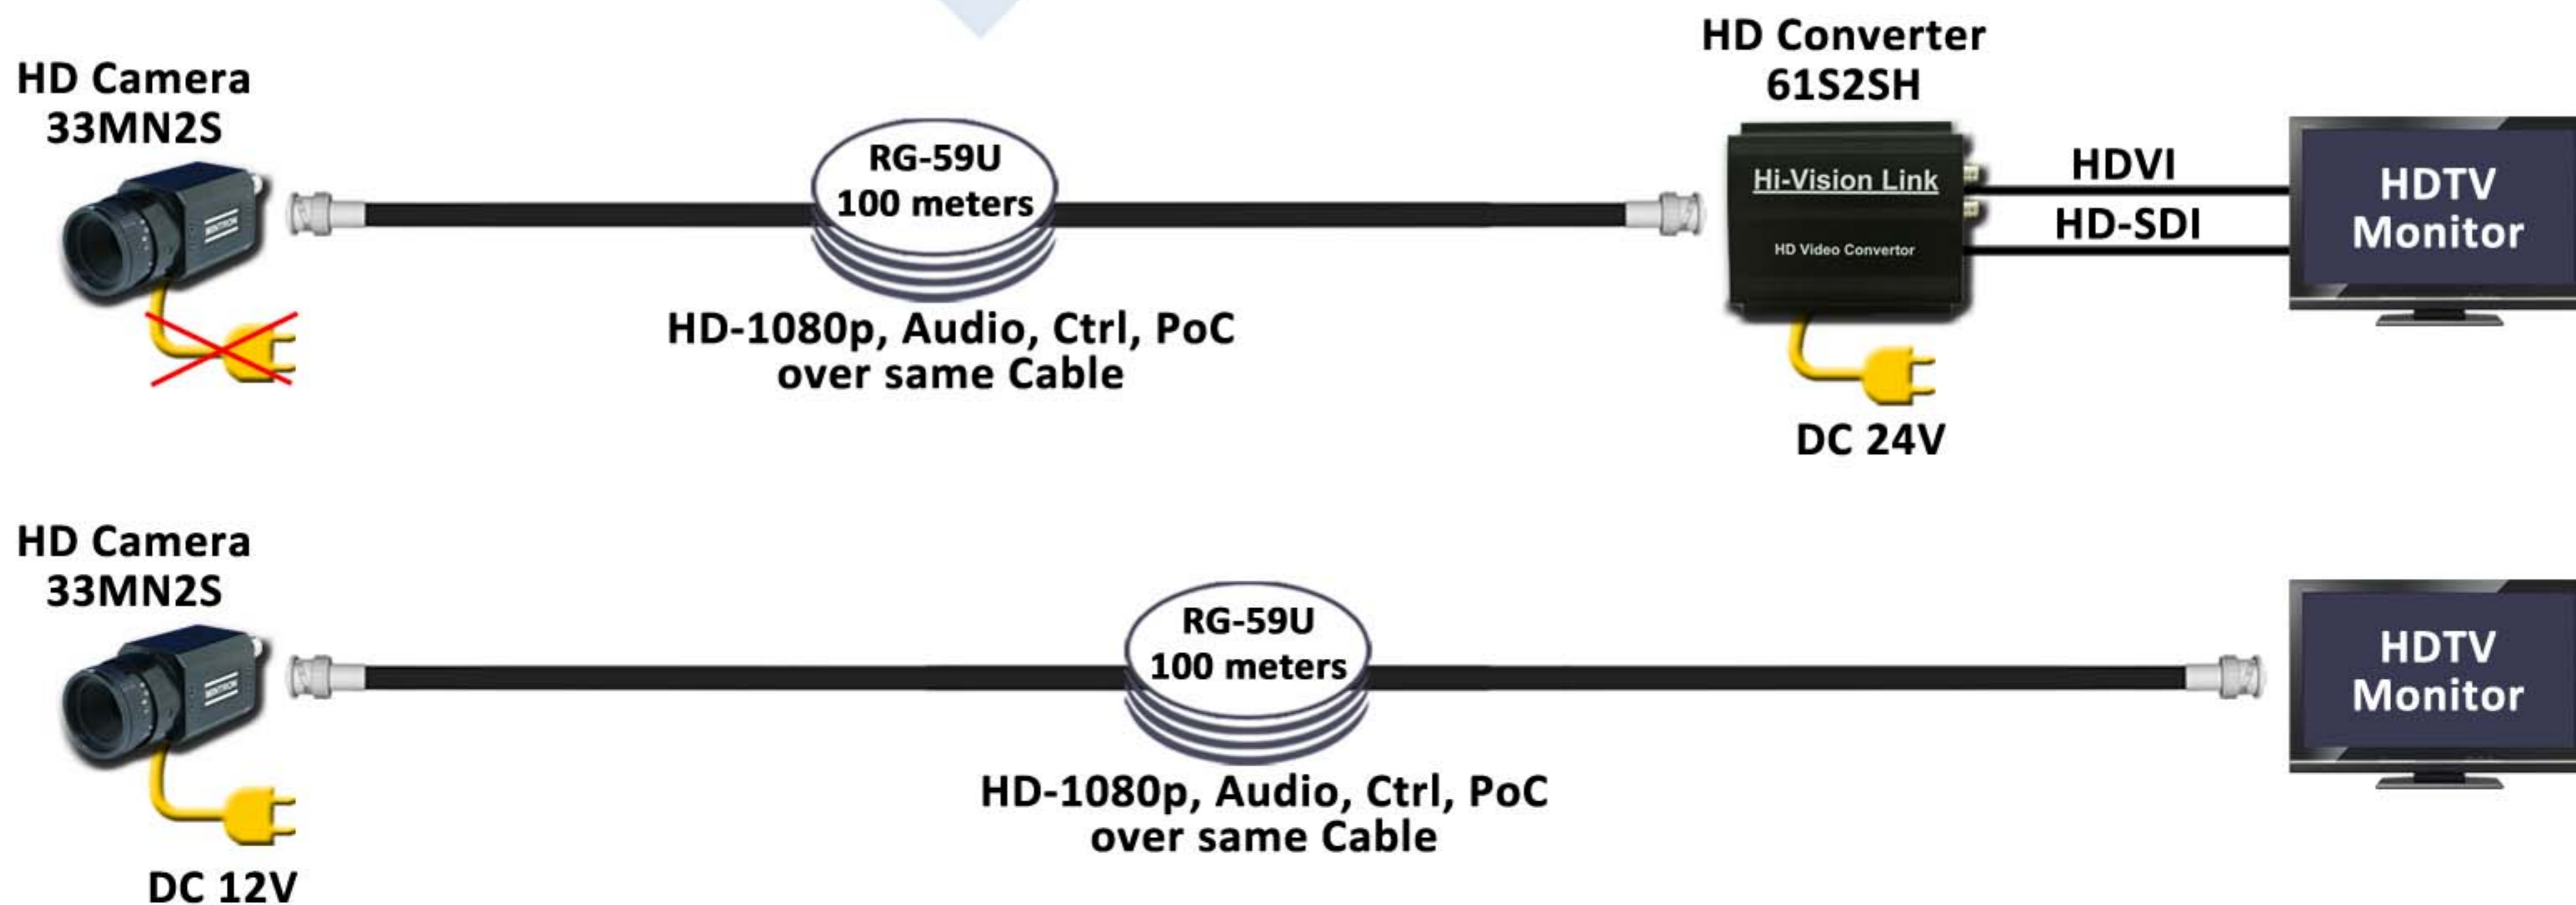 HD Camera
33MN2S
RG-59U
100 meters
HD-1080p, Audio, Ctrl, PoC
over same Cable
HD Converter
61S2SH
Hi-Vision Link
HD Video Convertor
DC 24V
HDVI
HD-SDI
HDTV
Monitor
HD Camera
33MN2S
MINTRON
DC 12V
RG-59U
100 meters
HD-1080p, Audio, Ctrl, PoC
over same Cable
HDTV
Monitor